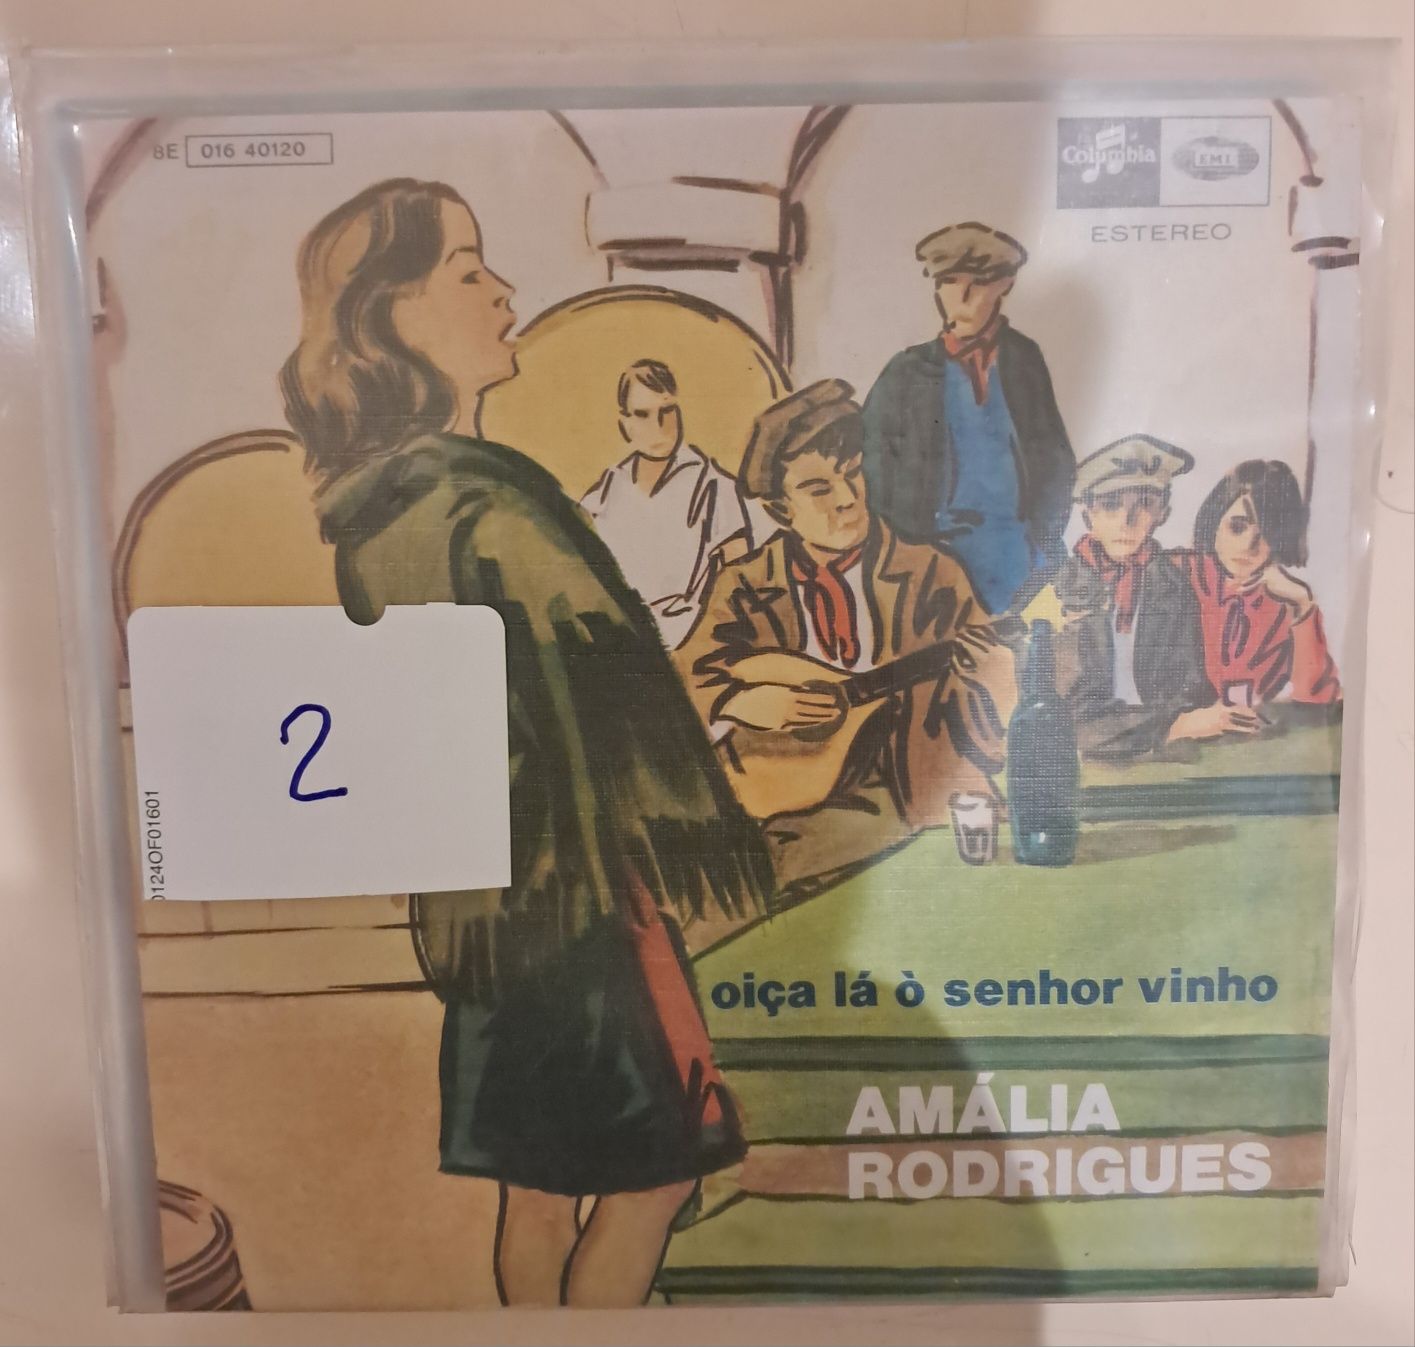 8E 016 40120
Columbia
EMI
ESTEREO
2
0124OF01601
oiça lá ò senhor vinho
AMÁLIA
RODRIGUES